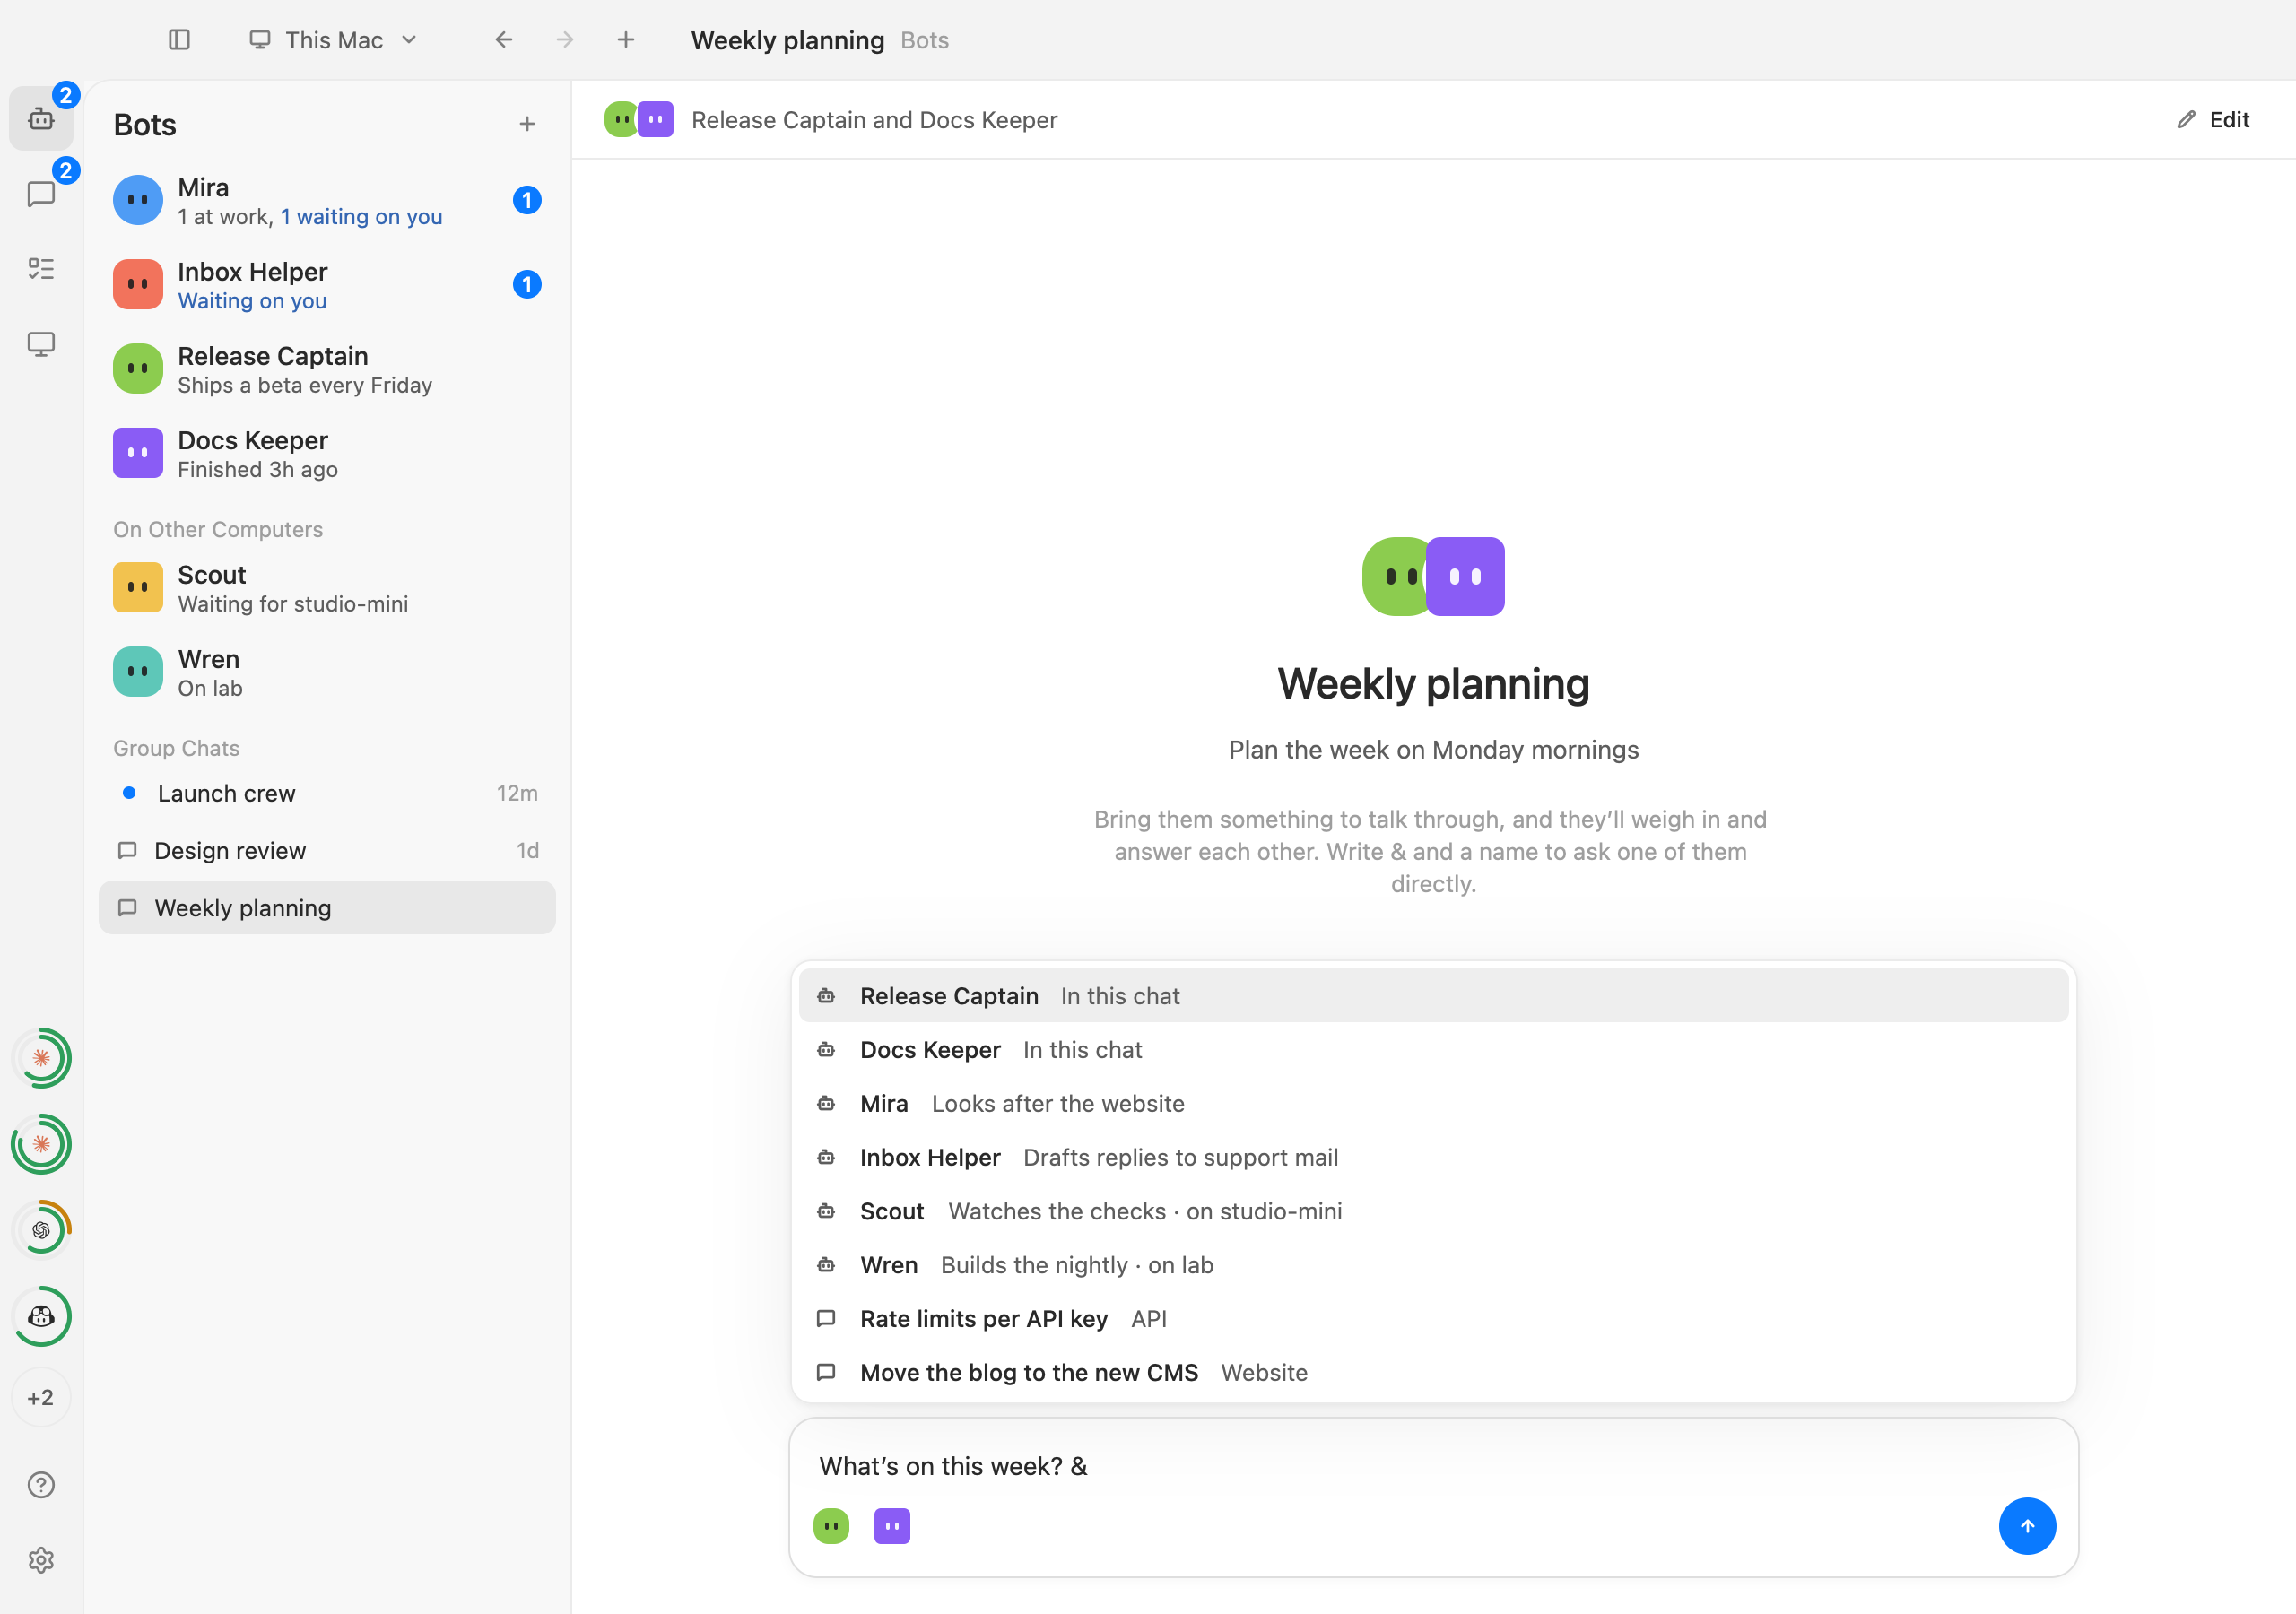 This Mac
Weekly planning Bots
2
2
Bots
Mira
1 at work, 1 waiting on you
1
Inbox Helper
Waiting on you
1
Release Captain
Ships a beta every Friday
Docs Keeper
Finished 3h ago
On Other Computers
Scout
Waiting for studio-mini
Wren
On lab
Group Chats
Launch crew 12m
Design review 1d
Weekly planning
+2
Release Captain and Docs Keeper
Edit
Weekly planning
Plan the week on Monday mornings
Bring them something to talk through, and they’ll weigh in and
answer each other. Write & and a name to ask one of them
directly.
Release Captain In this chat
Docs Keeper In this chat
Mira Looks after the website
Inbox Helper Drafts replies to support mail
Scout Watches the checks · on studio-mini
Wren Builds the nightly · on lab
Rate limits per API key API
Move the blog to the new CMS Website
What’s on this week? &